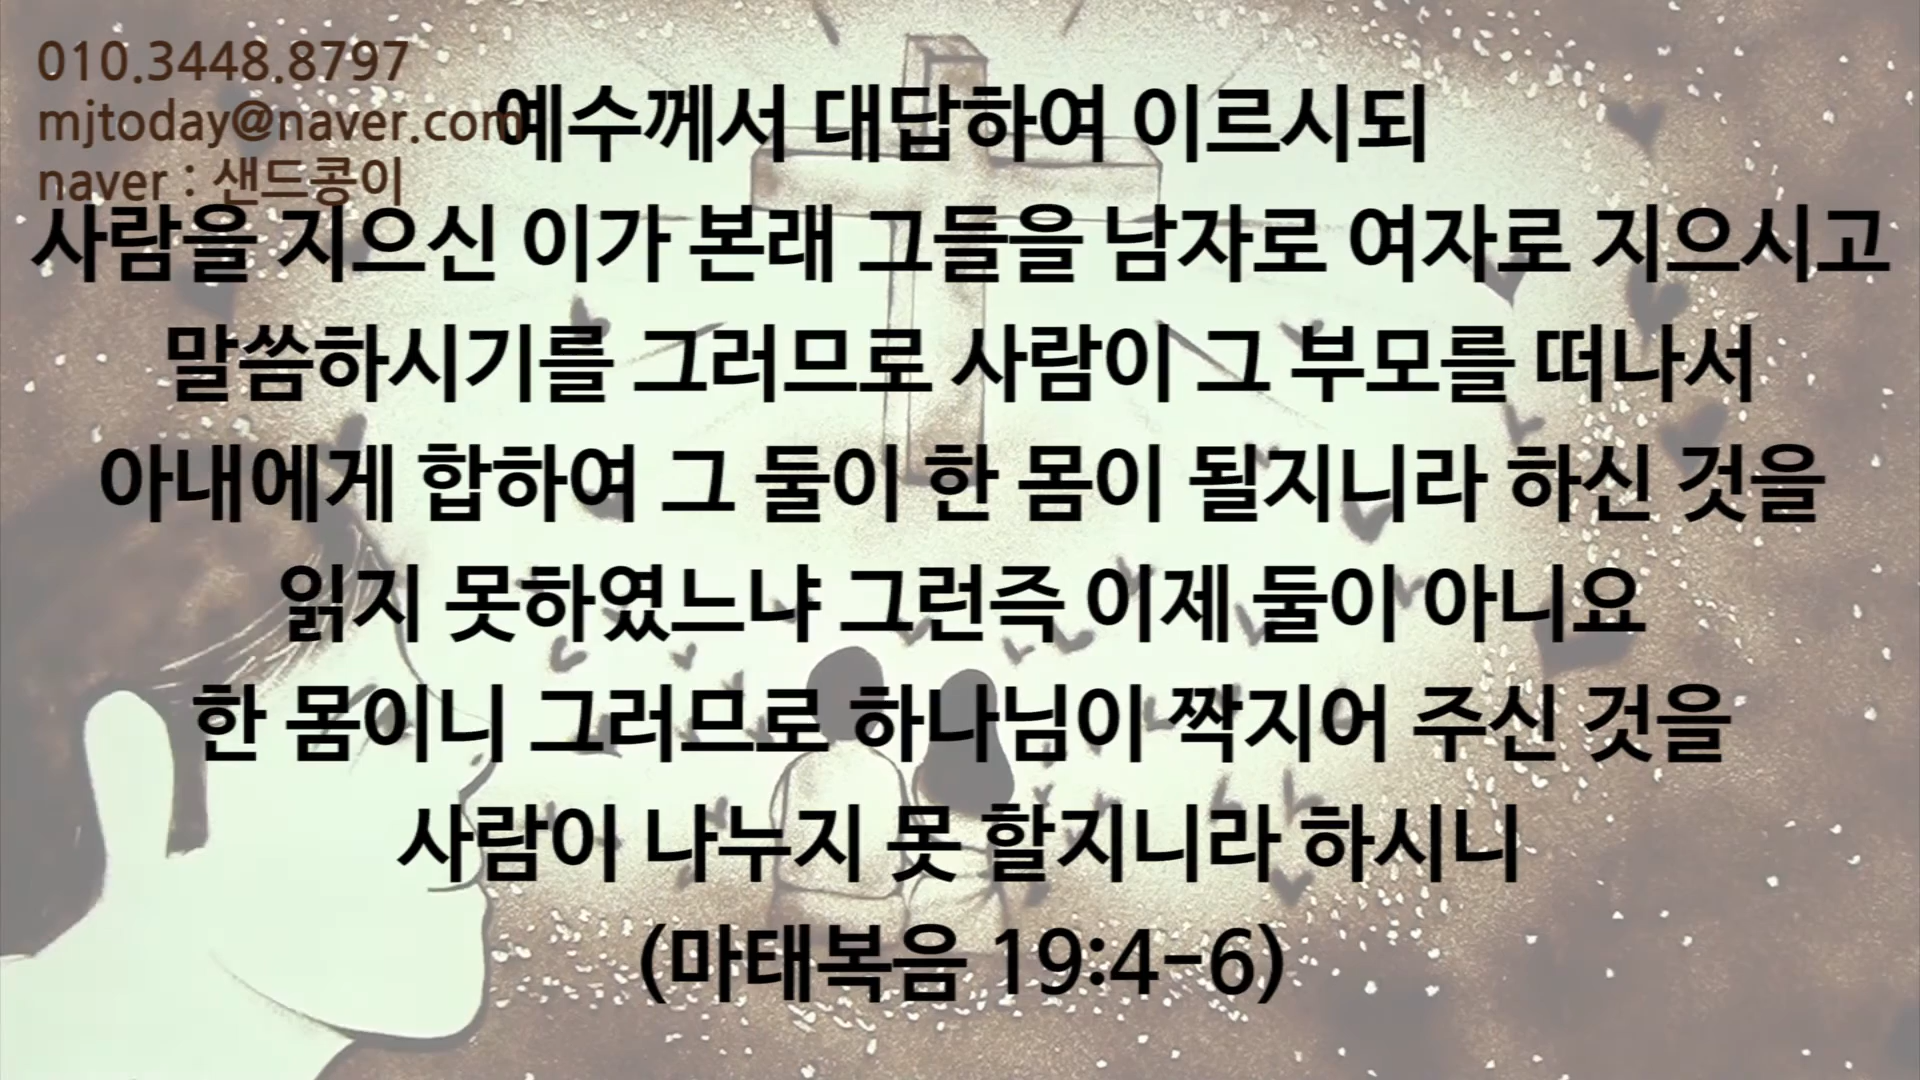 010.3448.8797
mjtoday@naver.com
naver : 샌드콩이
예수께서 대답하여 이르시되
사람을 지으신 이가 본래 그들을 남자로 여자로 지으시고
말씀하시기를 그러므로 사람이 그 부모를 떠나서
아내에게 합하여 그 둘이 한 몸이 될지니라 하신 것을
읽지 못하였느냐 그런즉 이제 둘이 아니요
한 몸이니 그러므로 하나님이 짝지어 주신 것을
사람이 나누지 못 할지니라 하시니
(마태복음 19:4-6)